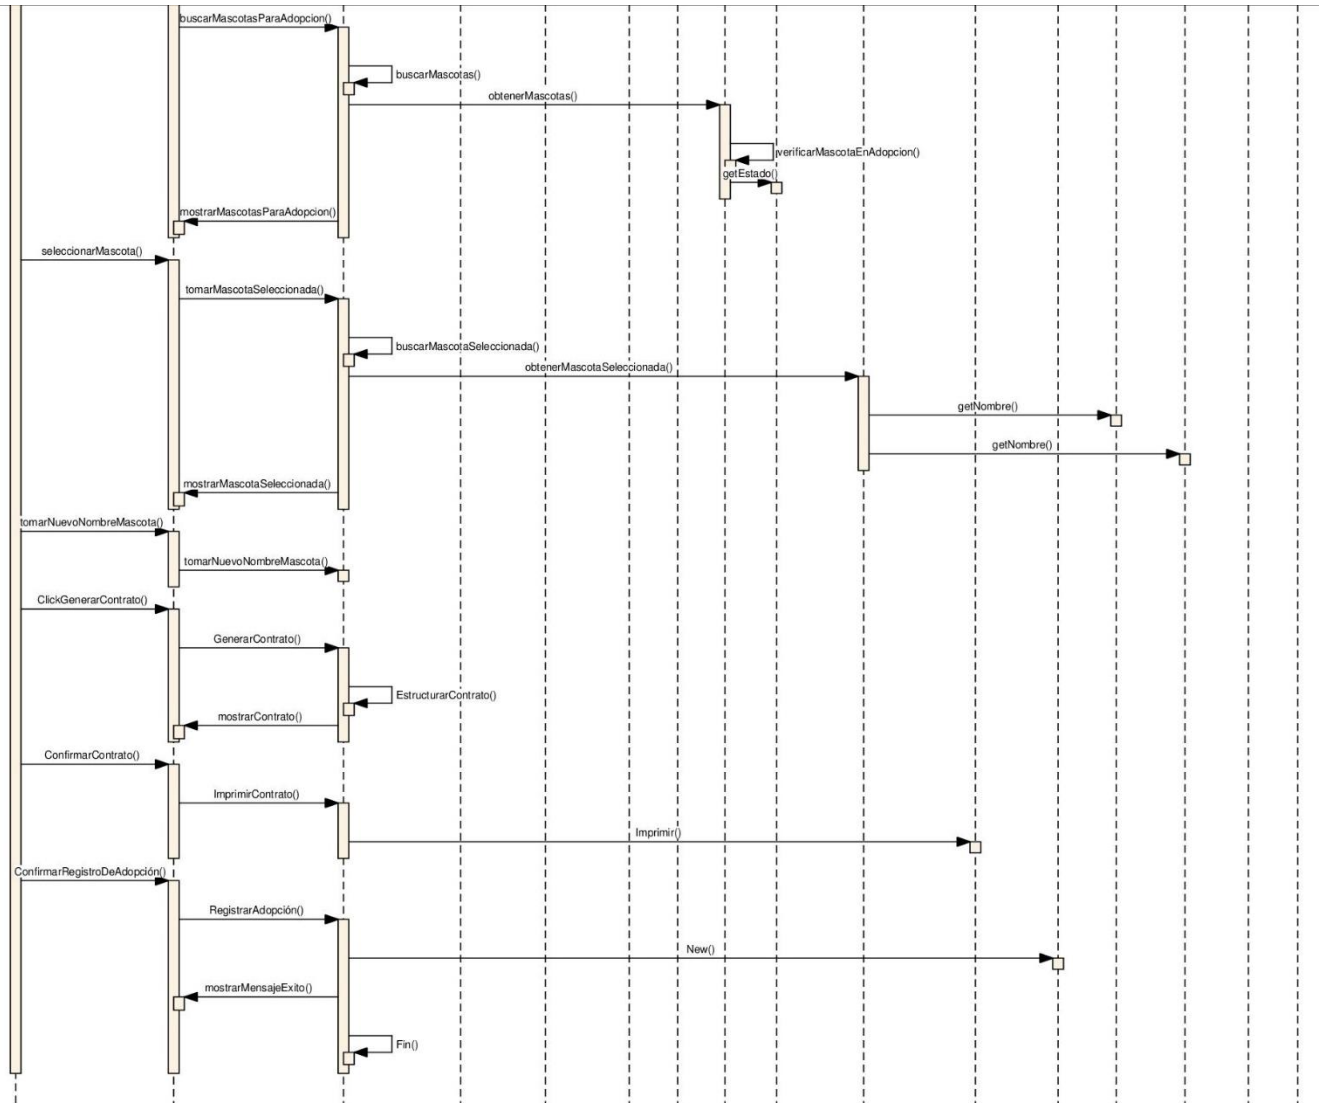 buscarMascotasParaAdopcion()
buscarMascotas()
obtenerMascotas()
verificarMascotaEnAdopcion()
getEstado()
mostrarMascotasParaAdopcion()
seleccionarMascota()
tomarMascotaSeleccionada()
buscarMascotaSeleccionada()
obtenerMascotaSeleccionada()
getNombre()
getNombre()
mostrarMascotaSeleccionada()
tomarNuevoNombreMascota()
tomarNuevoNombreMascota()
ClickGenerarContrato()
GenerarContrato()
EstructurarContrato()
mostrarContrato()
ConfirmarContrato()
ImprimirContrato()
Imprimir()
ConfirmarRegistroDeAdopción()
RegistrarAdopción()
New()
mostrarMensajeExito()
Fin()